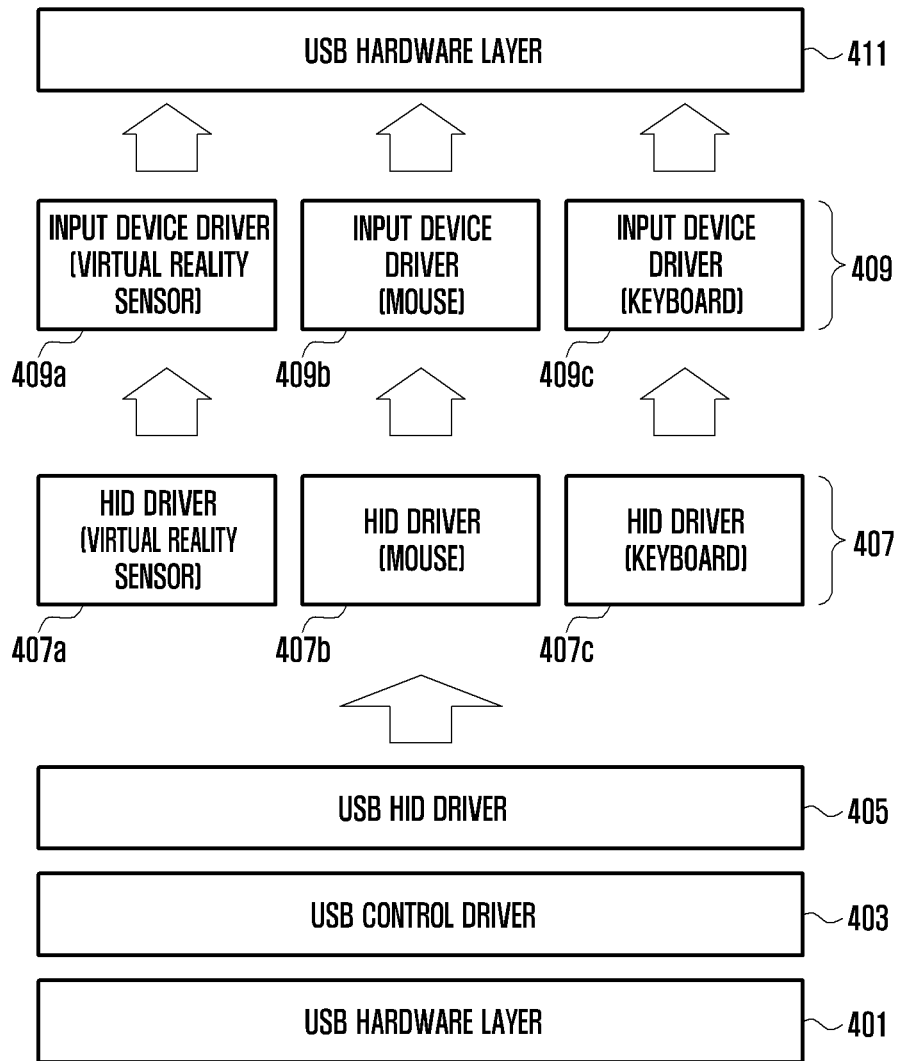 USB HARDWARE LAYER
411
INPUT DEVICE DRIVER
(VIRTUAL REALITY
SENSOR)
409a
INPUT DEVICE
DRIVER
(MOUSE)
409b
INPUT DEVICE
DRIVER
(KEYBOARD)
409c
409
HID DRIVER
(VIRTUAL REALITY
SENSOR)
407a
HID DRIVER
(MOUSE)
407b
HID DRIVER
(KEYBOARD)
407c
407
USB HID DRIVER
405
USB CONTROL DRIVER
403
USB HARDWARE LAYER
401